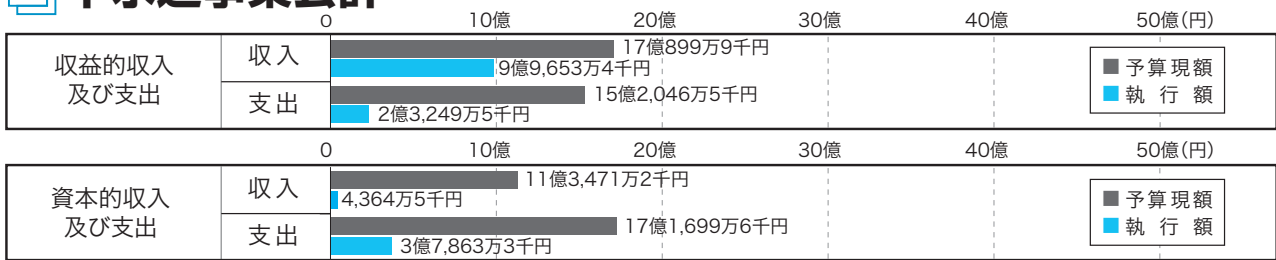 0 10億 20億 30億 40億 50億(円)
収益的収入
及び支出
収入
17億899万9千円
9億9,653万4千円
支出
15億2,046万5千円
2億3,249万5千円
■予算現額
■執行額
0 10億 20億 30億 40億 50億(円)
資本的収入
及び支出
収入
11億3,471万2千円
4,364万5千円
支出
17億1,699万6千円
3億7,863万3千円
■予算現額
■執行額